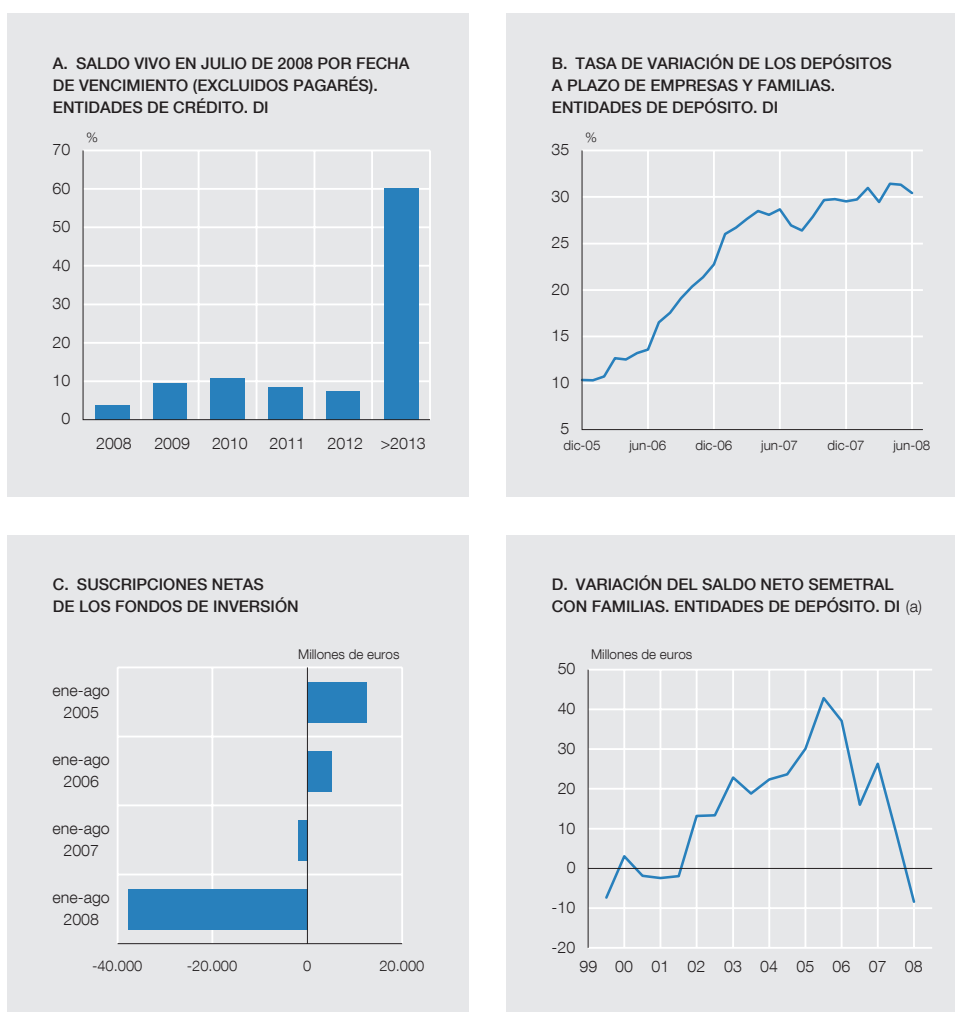 A. SALDO VIVO EN JULIO DE 2008 POR FECHA
DE VENCIMIENTO (EXCLUIDOS PAGARÉS).
ENTIDADES DE CRÉDITO. DI
%
70
60
50
40
30
20
10
0
2008 2009 2010 2011 2012 >2013
B. TASA DE VARIACIÓN DE LOS DEPÓSITOS
A PLAZO DE EMPRESAS Y FAMILIAS.
ENTIDADES DE DEPÓSITO. DI
%
35
30
25
20
15
10
5
dic-05 jun-06 dic-06 jun-07 dic-07 jun-08
C. SUSCRIPCIONES NETAS
DE LOS FONDOS DE INVERSIÓN
Millones de euros
ene-ago
2005
ene-ago
2006
ene-ago
2007
ene-ago
2008
-40.000 -20.000 0 20.000
D. VARIACIÓN DEL SALDO NETO SEMETRAL
CON FAMILIAS. ENTIDADES DE DEPÓSITO. DI (a)
Millones de euros
50
40
30
20
10
0
-10
-20
99 00 01 02 03 04 05 06 07 08